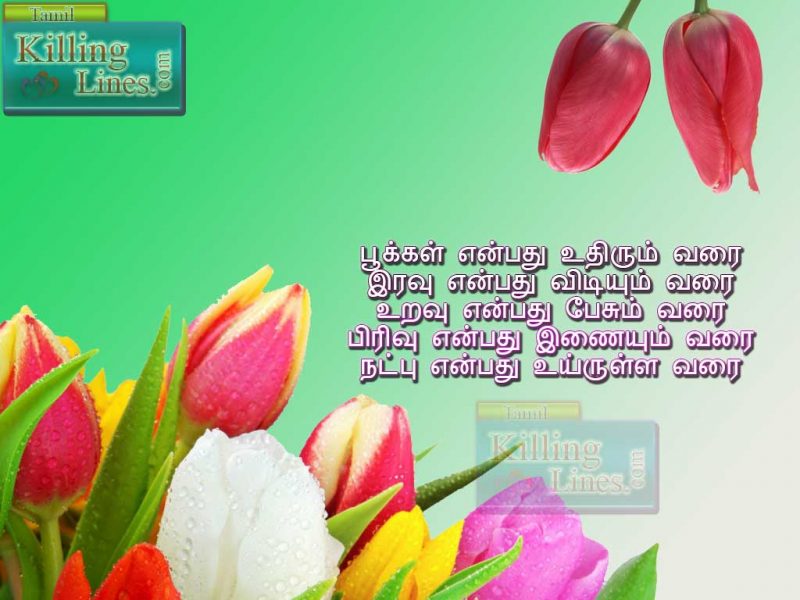 Tamil
Killing
Lines.com
பூக்கள் என்பது உதிரும் வரை
இரவு என்பது விடியும் வரை
உறவு என்பது பேசும் வரை
பிரிவு என்பது இணையும் வரை
நட்பு என்பது உய்ருள்ள வரை
Tamil
Killing
Lines.com